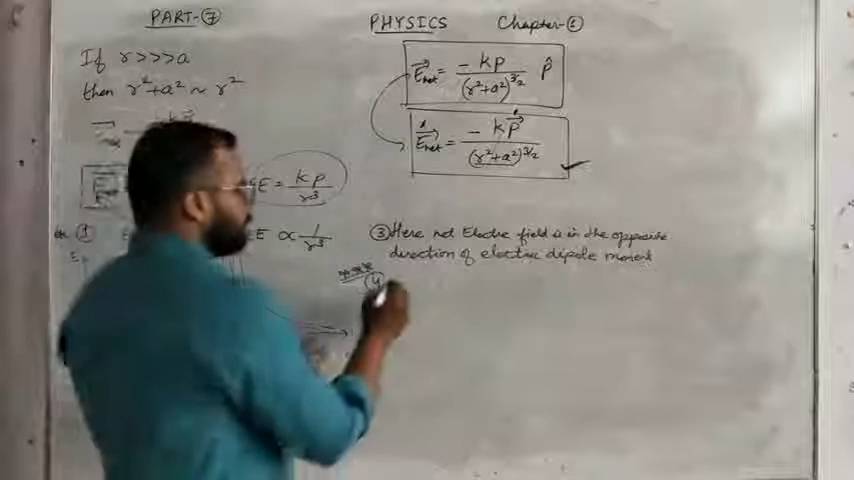 PART-⑦
PHYSICS
Chapter-①
If r>>>a
then r²+a² ~ r²
E⃗net = -kp/(r²+a²)^3/2 p̂
E⃗net = -kp⃗/(r²+a²)^3/2
E = kp/r³
①
E ∝ 1/r³
③ Here net Electric field is in the opposite
direction of electric dipole moment
④